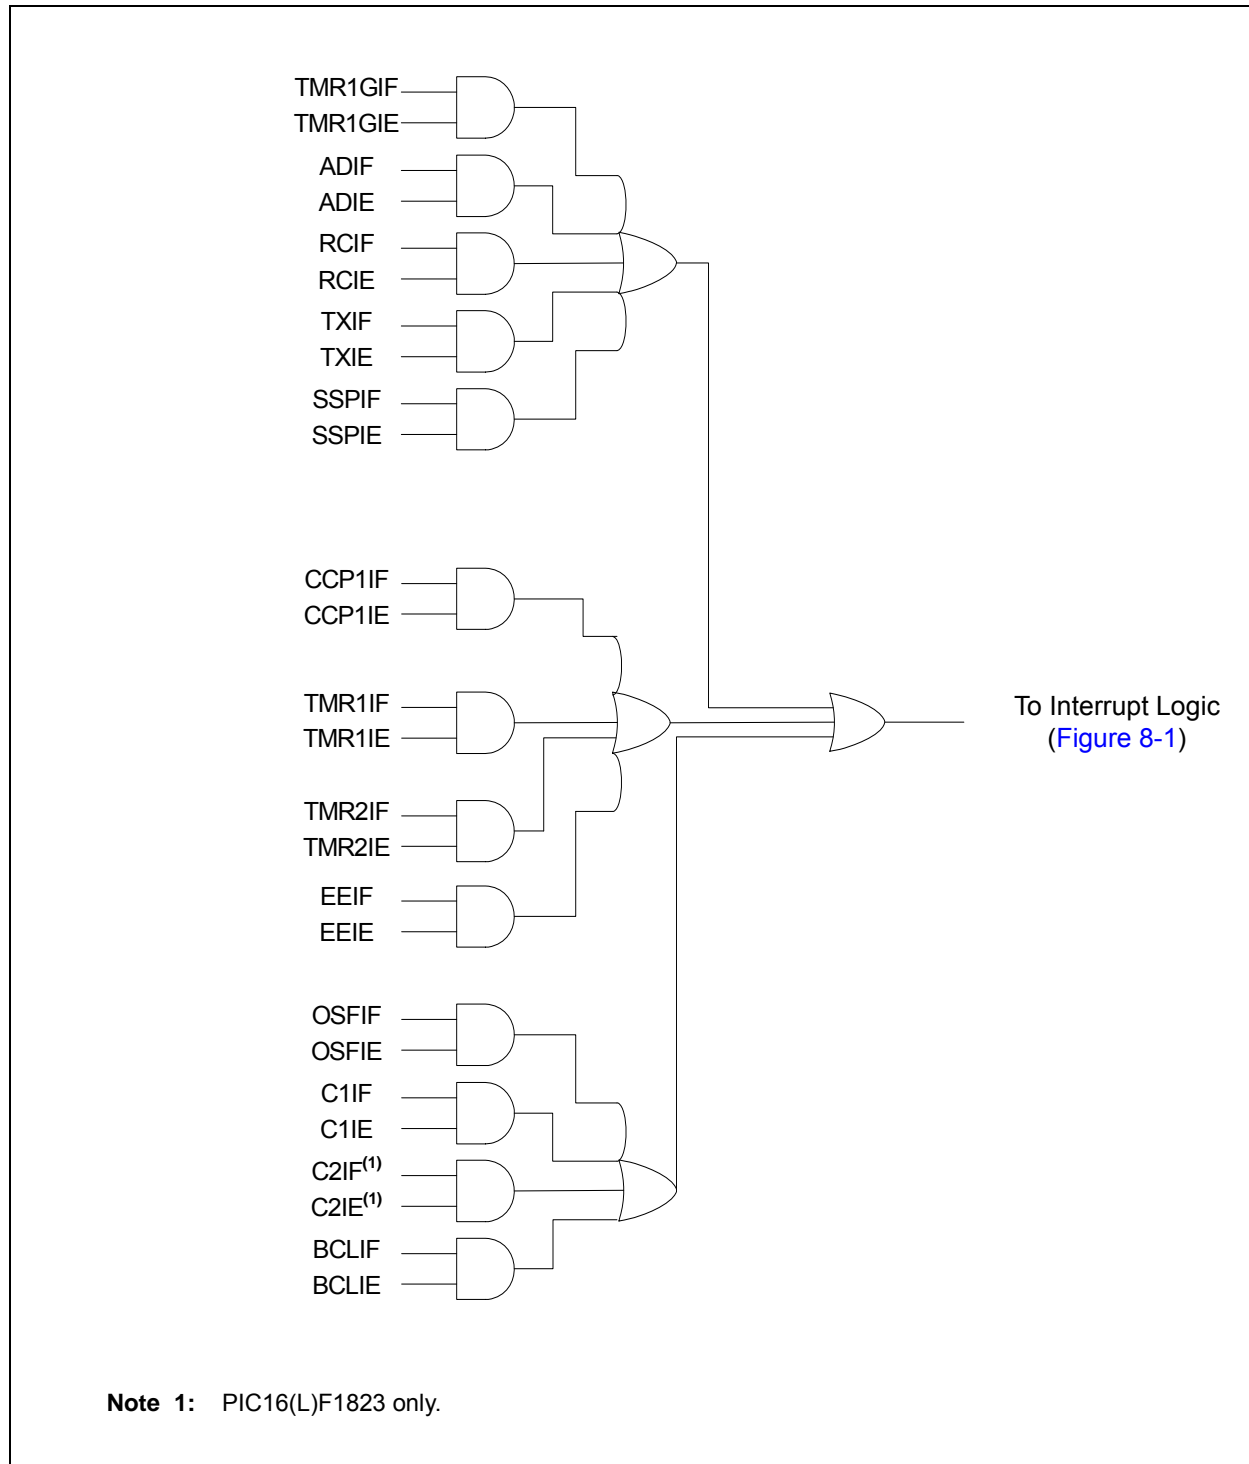 TMR1GIF
TMR1GIE
ADIF
ADIE
RCIF
RCIE
TXIF
TXIE
SSPIF
SSPIE
CCP1IF
CCP1IE
TMR1IF
TMR1IE
To Interrupt Logic
(Figure 8-1)
TMR2IF
TMR2IE
EEIF
EEIE
OSFIF
OSFIE
C1IF
C1IE
C2IF(1)
C2IE(1)
BCLIF
BCLIE
Note 1: PIC16(L)F1823 only.